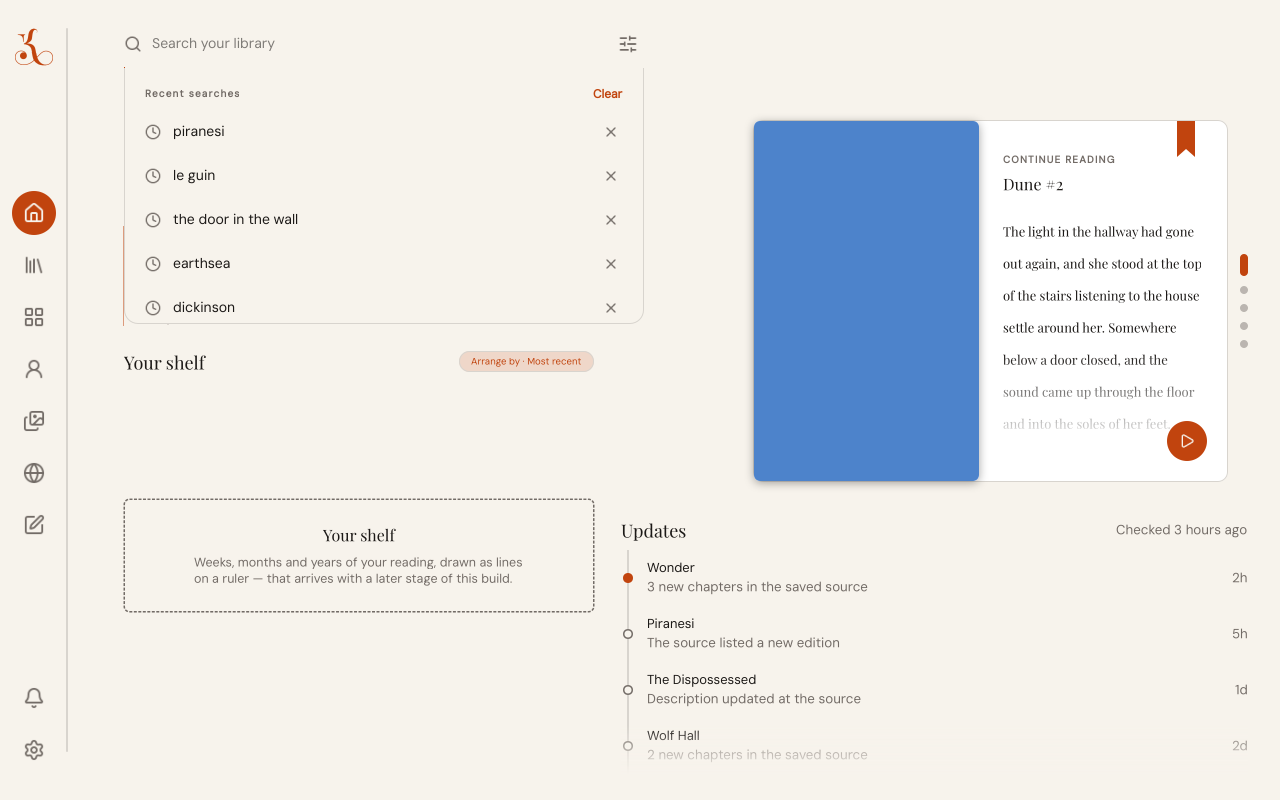 Search your library
Recent searches
Clear
piranesi
le guin
the door in the wall
earthsea
dickinson
Your shelf
Arrange by · Most recent
Your shelf
Weeks, months and years of your reading, drawn as lines
on a ruler — that arrives with a later stage of this build.
CONTINUE READING
Dune #2
The light in the hallway had gone
out again, and she stood at the top
of the stairs listening to the house
settle around her. Somewhere
below a door closed, and the
sound came up through the floor
and into the soles of her feet.
Updates
Checked 3 hours ago
Wonder
3 new chapters in the saved source
2h
Piranesi
The source listed a new edition
5h
The Dispossessed
Description updated at the source
1d
Wolf Hall
2 new chapters in the saved source
2d